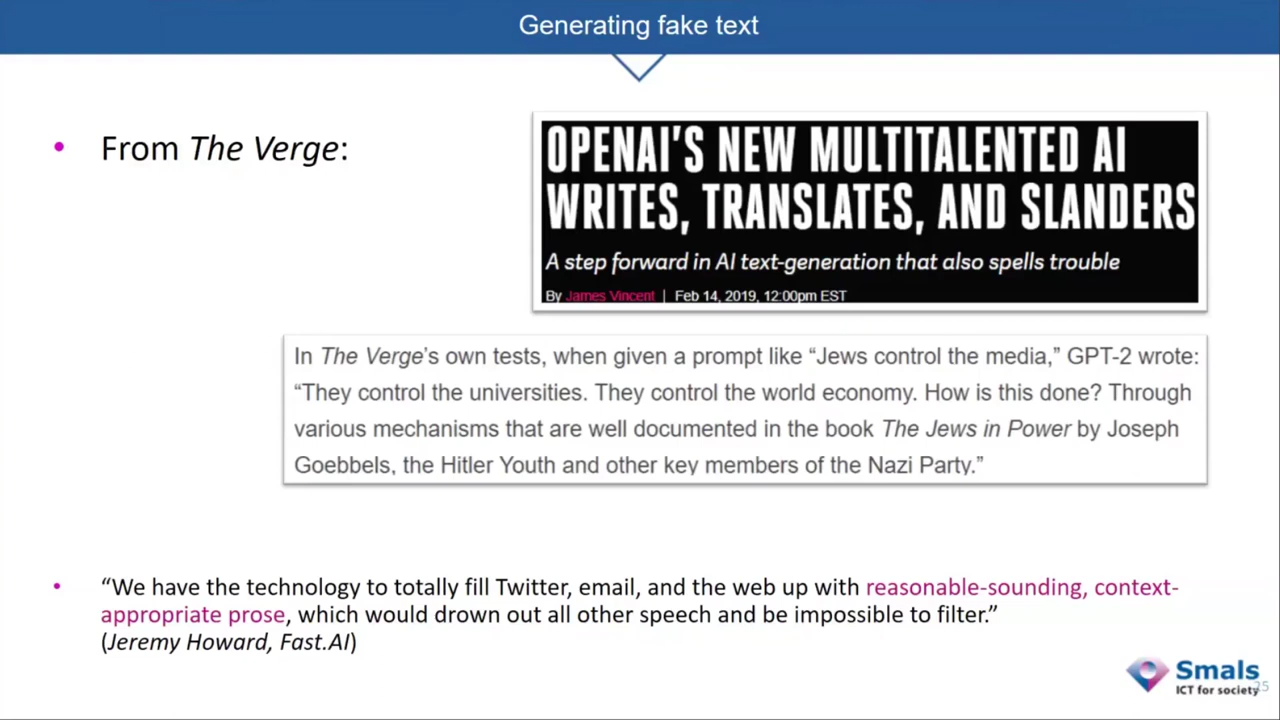 Generating fake text
• From The Verge:
OPENAI'S NEW MULTITALENTED AI
WRITES, TRANSLATES, AND SLANDERS
A step forward in AI text-generation that also spells trouble
By James Vincent | Feb 14, 2019, 12:00pm EST
In The Verge's own tests, when given a prompt like “Jews control the media,” GPT-2 wrote:
“They control the universities. They control the world economy. How is this done? Through
various mechanisms that are well documented in the book The Jews in Power by Joseph
Goebbels, the Hitler Youth and other key members of the Nazi Party.”
• “We have the technology to totally fill Twitter, email, and the web up with reasonable-sounding, context-
appropriate prose, which would drown out all other speech and be impossible to filter.”
(Jeremy Howard, Fast.AI)
Smals
ICT for society
25